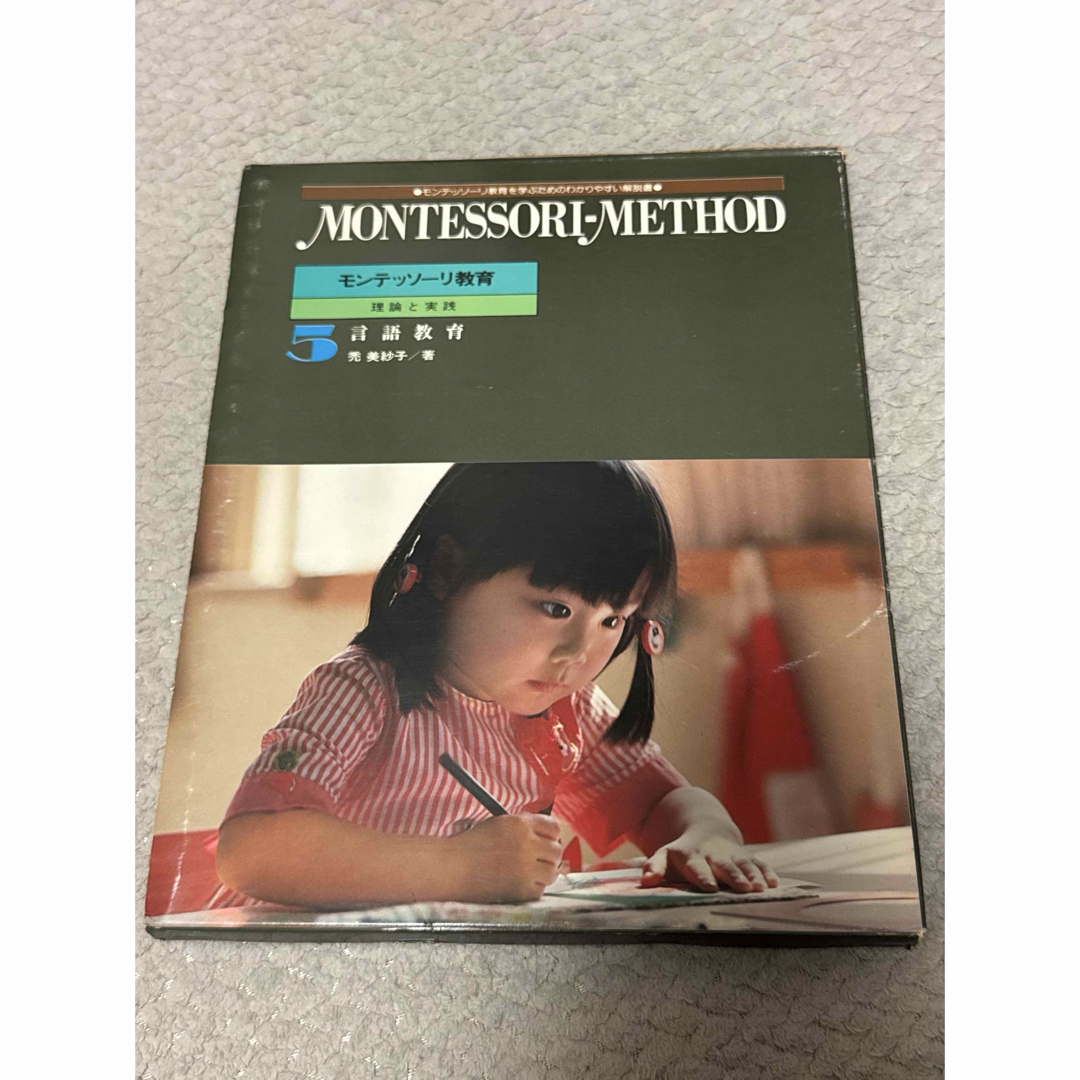 ●モンテッソーリ教育を学ぶためのわかりやすい解説書●
MONTESSORI-METHOD
モンテッソーリ教育
理論と実践
5 言語教育
禿 美紗子／著